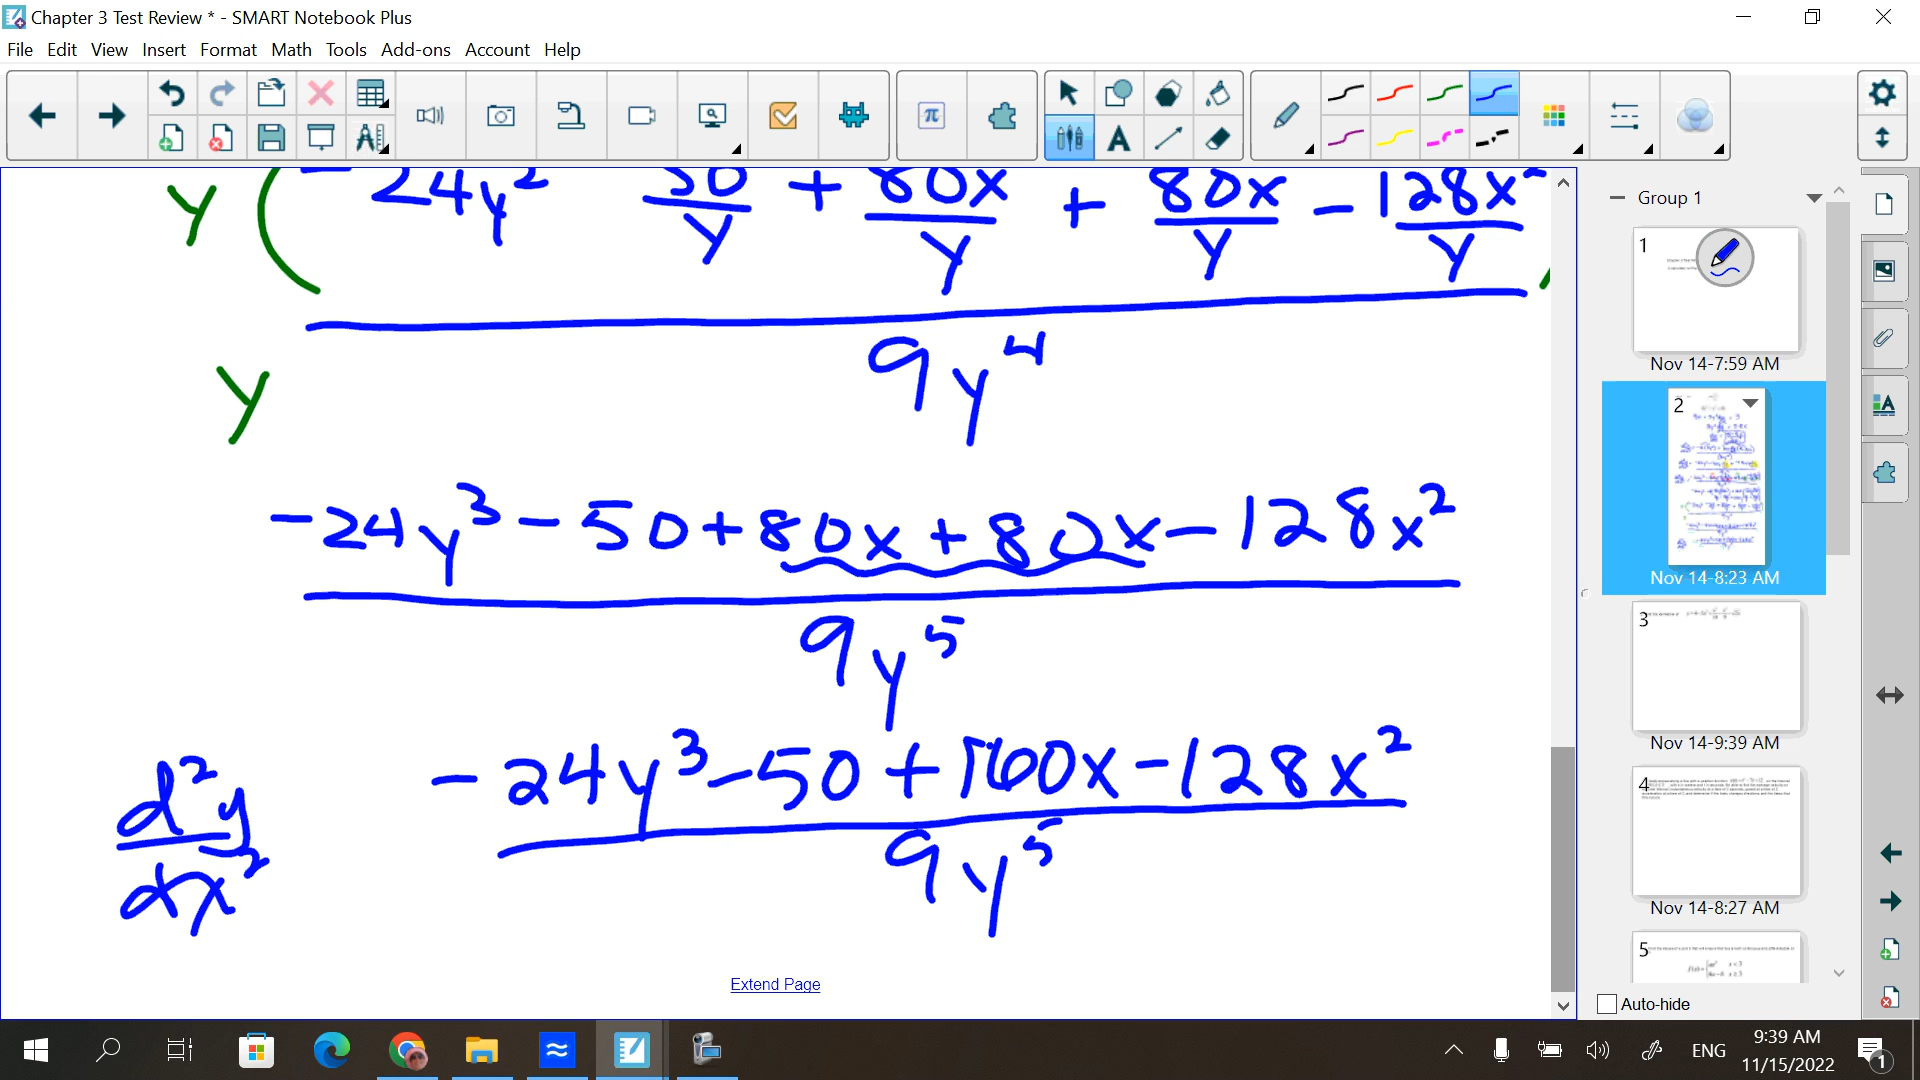 Chapter 3 Test Review * - SMART Notebook Plus
File Edit View Insert Format Math Tools Add-ons Account Help
Group 1
1
Nov 14-7:59 AM
2
Nov 14-8:23 AM
3
Nov 14-9:39 AM
4
Nov 14-8:27 AM
5
Auto-hide
y ( -24y² 50/y + 80x/y + 80x/y - 128x²/y
9y⁴
y
-24y³ - 50 + 80x + 80x - 128x²
9y⁵
d²y/dx² -24y³ - 50 + 160x - 128x²
9y⁵
Extend Page
ENG
9:39 AM
11/15/2022
1